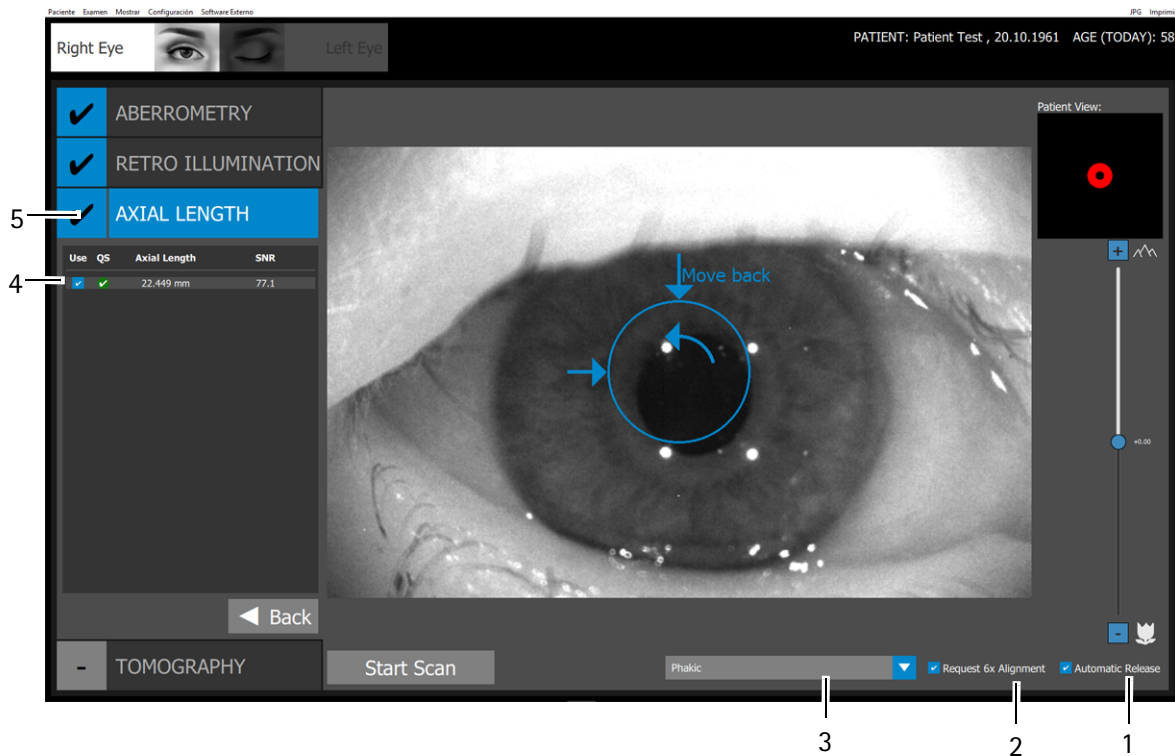 Paciente Examen Mostrar Configuración Software Externo JPG Imprimi
Right Eye Left Eye PATIENT: Patient Test , 20.10.1961 AGE (TODAY): 58
✔ ABERROMETRY
Patient View:
✔ RETRO ILLUMINATION
5 ✔ AXIAL LENGTH
Use QS Axial Length SNR
4 ✔ ✔ 22.449 mm 77.1
Move back
+
+0.00
◀ Back
-
- TOMOGRAPHY
Start Scan
Phakic
✔ Request 6x Alignment
✔ Automatic Release
3
2
1